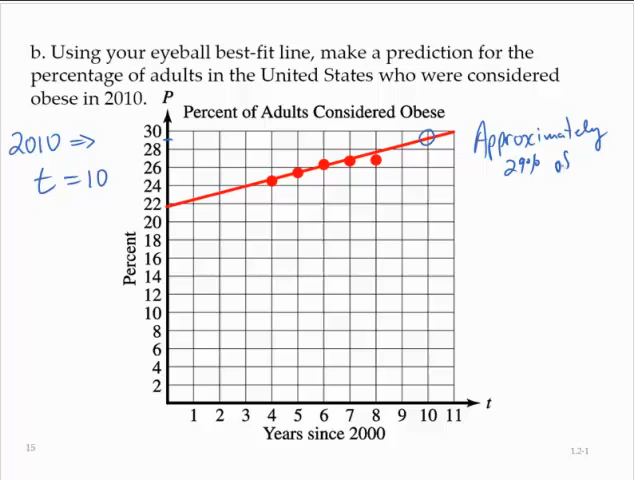 b. Using your eyeball best-fit line, make a prediction for the
percentage of adults in the United States who were considered
obese in 2010.
P
Percent of Adults Considered Obese
2010 ⇒
t = 10
Approximately
29% of
30
28
26
24
22
20
18
16
14
12
10
8
6
4
2
Percent
1 2 3 4 5 6 7 8 9 10 11
t
Years since 2000
15
1.2-1